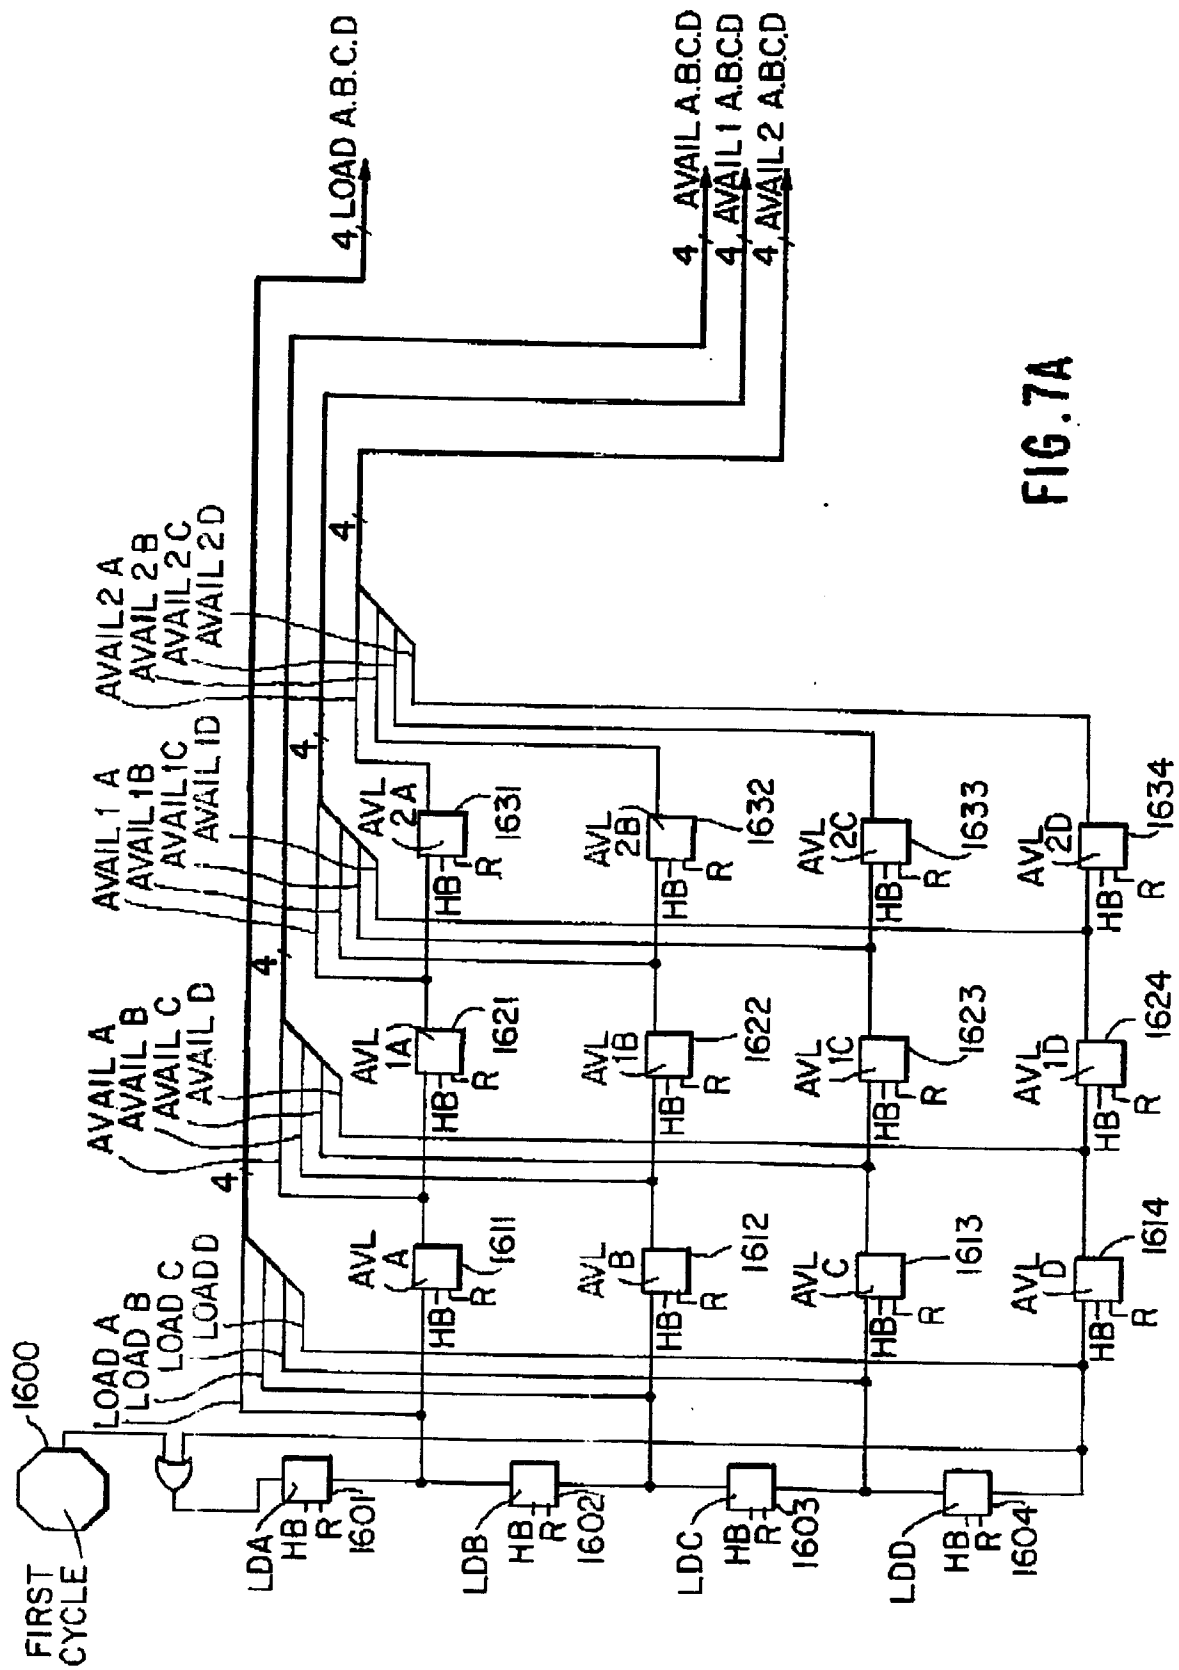 FIRST
CYCLE
1600
LOAD A
LOAD B
LOAD C
LOAD D
AVAIL A
AVAIL B
AVAIL C
AVAIL D
AVAIL 1 A
AVAIL 1B
AVAIL 1C
AVAIL 1D
AVAIL 2 A
AVAIL 2 B
AVAIL 2 C
AVAIL 2 D
4
4
4
4
4 LOAD A.B.C.D
4 AVAIL A.B.C.D
4 AVAIL 1 A.B.C.D
4 AVAIL 2 A.B.C.D
LDA
HB
R
1601
AVL
A
HB
R
1611
AVL
1A
HB
R
1621
AVL
2A
HB
R
1631
LDB
HB
R
1602
AVL
B
HB
R
1612
AVL
1B
HB
R
1622
AVL
2B
HB
R
1632
LDC
HB
R
1603
AVL
C
HB
R
1613
AVL
1C
HB
R
1623
AVL
2C
HB
R
1633
LDD
HB
R
1604
AVL
D
HB
R
1614
AVL
1D
HB
R
1624
AVL
2D
HB
R
1634
FIG. 7A